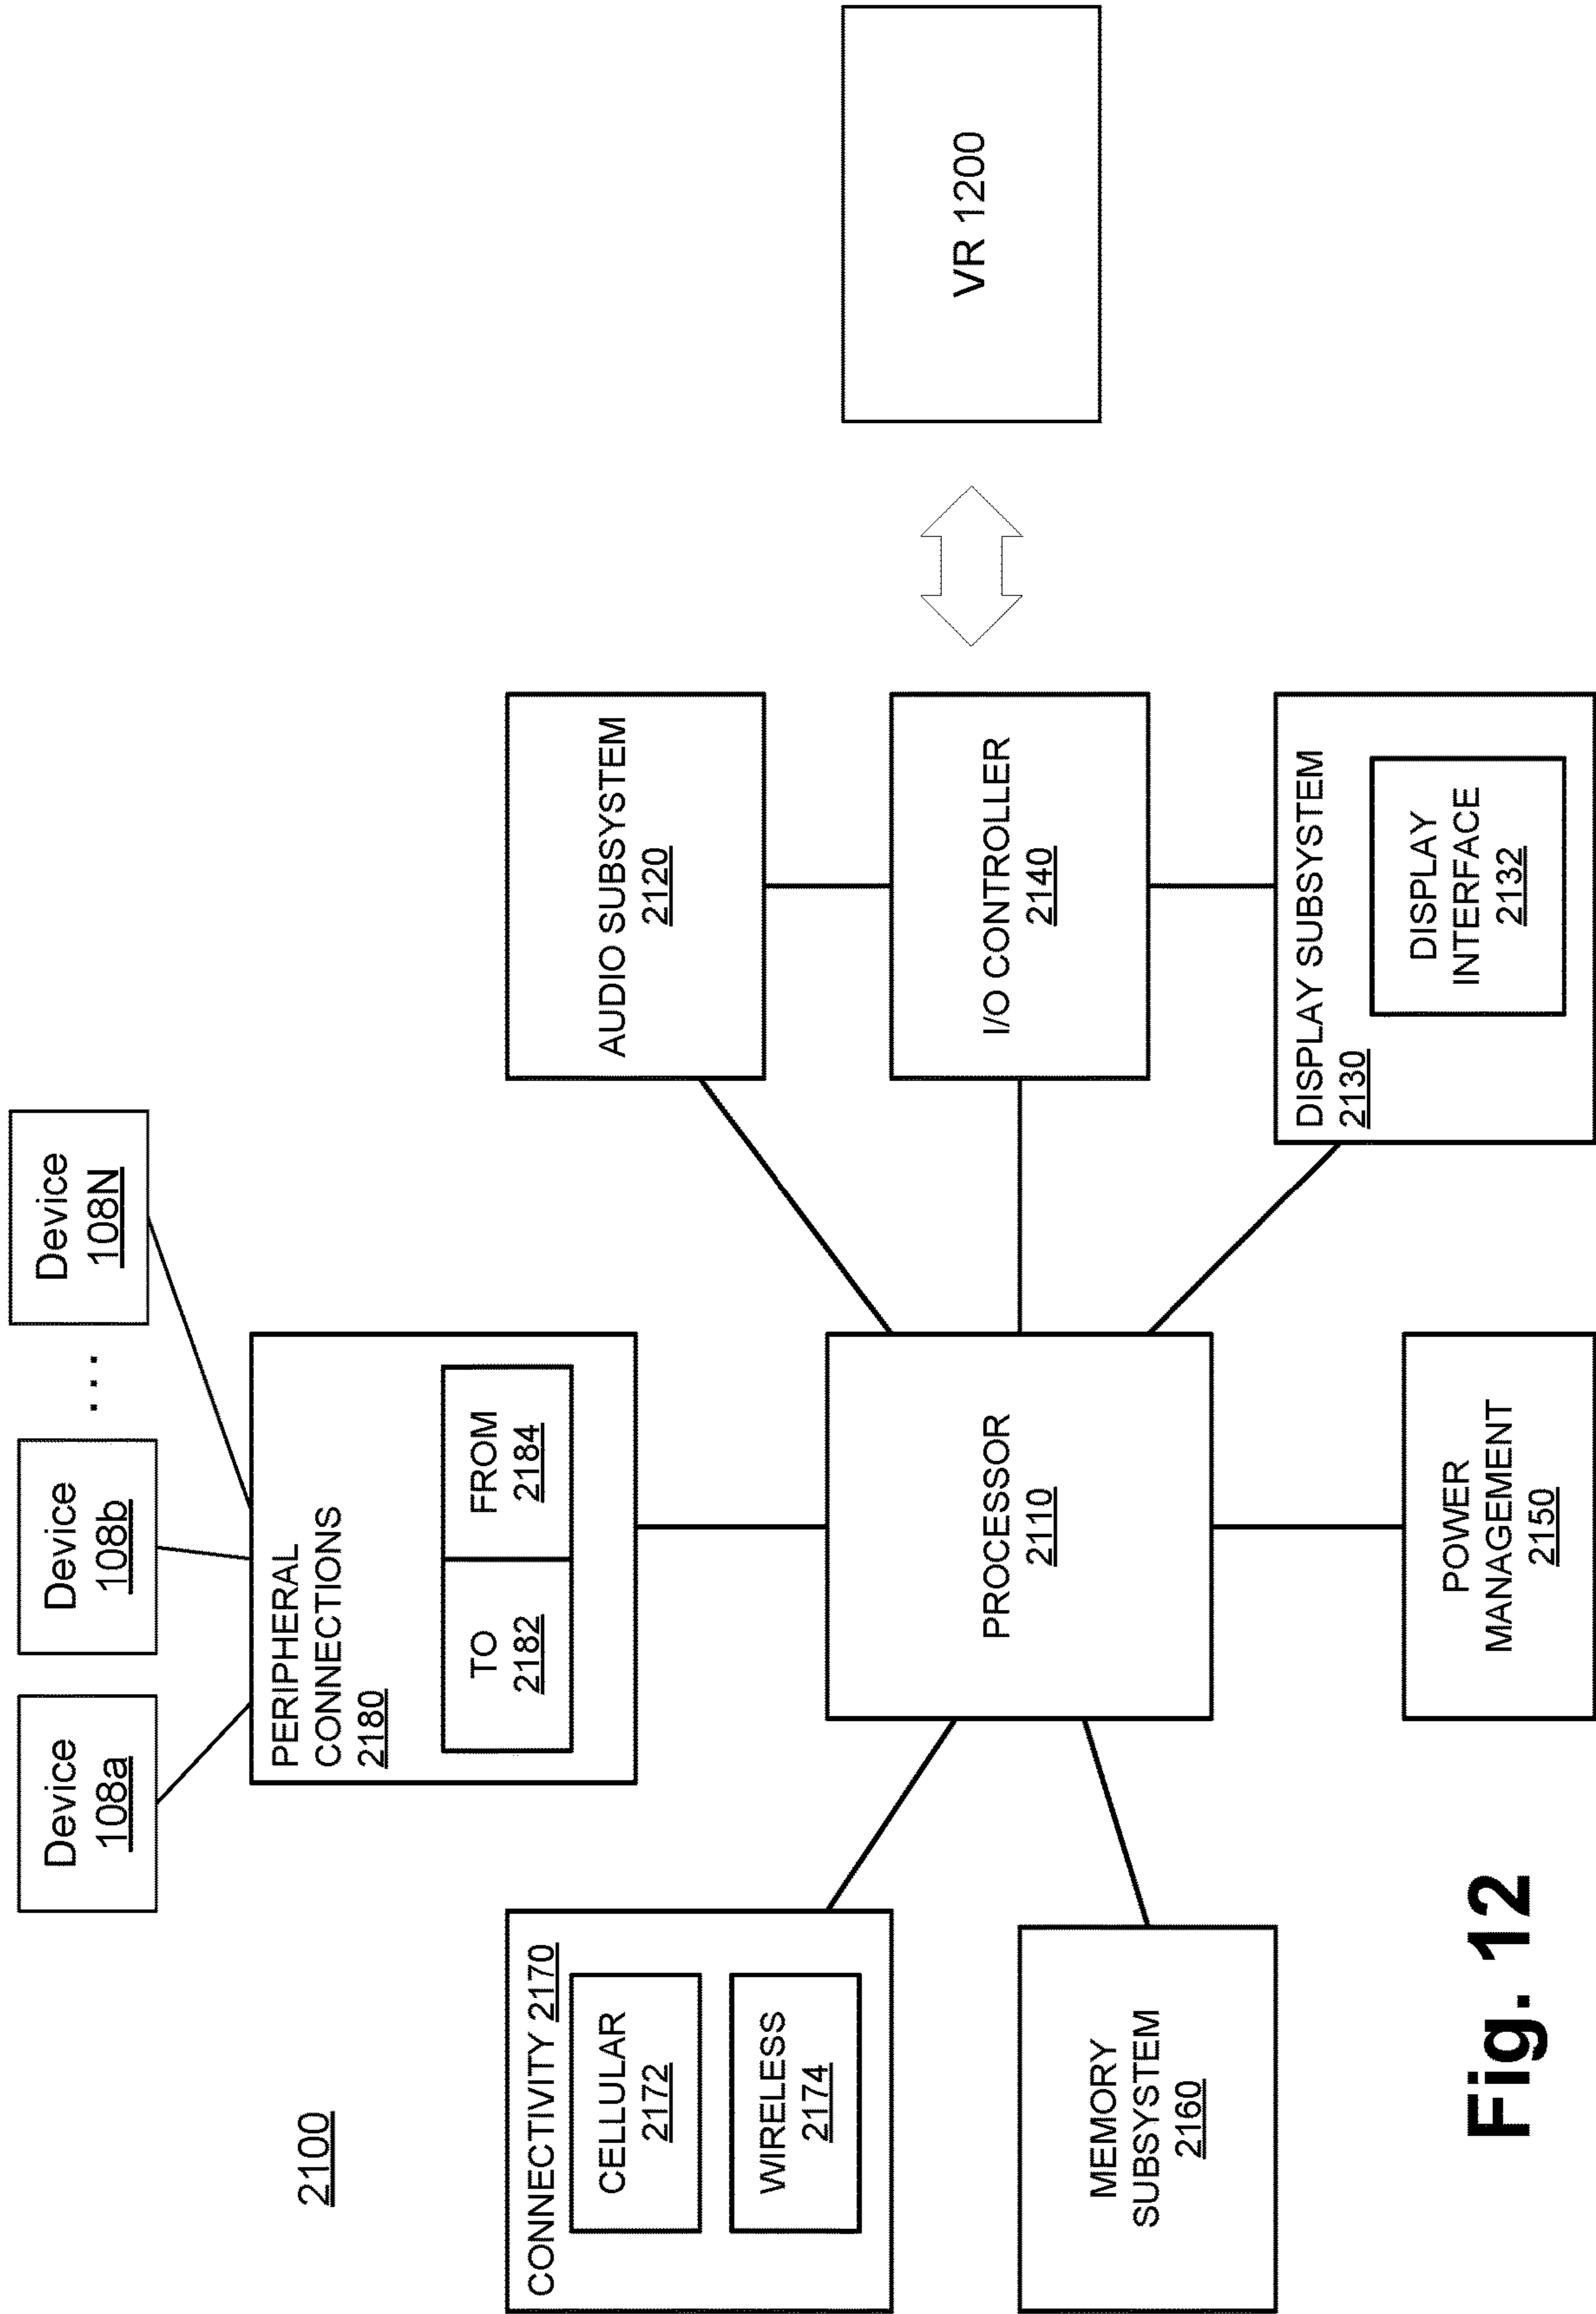 2100
Device
108a
Device
108b
...
Device
108N
PERIPHERAL
CONNECTIONS
2180
TO
2182
FROM
2184
CONNECTIVITY 2170
CELLULAR
2172
WIRELESS
2174
AUDIO SUBSYSTEM
2120
PROCESSOR
2110
I/O CONTROLLER
2140
VR 1200
MEMORY
SUBSYSTEM
2160
POWER
MANAGEMENT
2150
DISPLAY SUBSYSTEM
2130
DISPLAY
INTERFACE
2132
Fig. 12